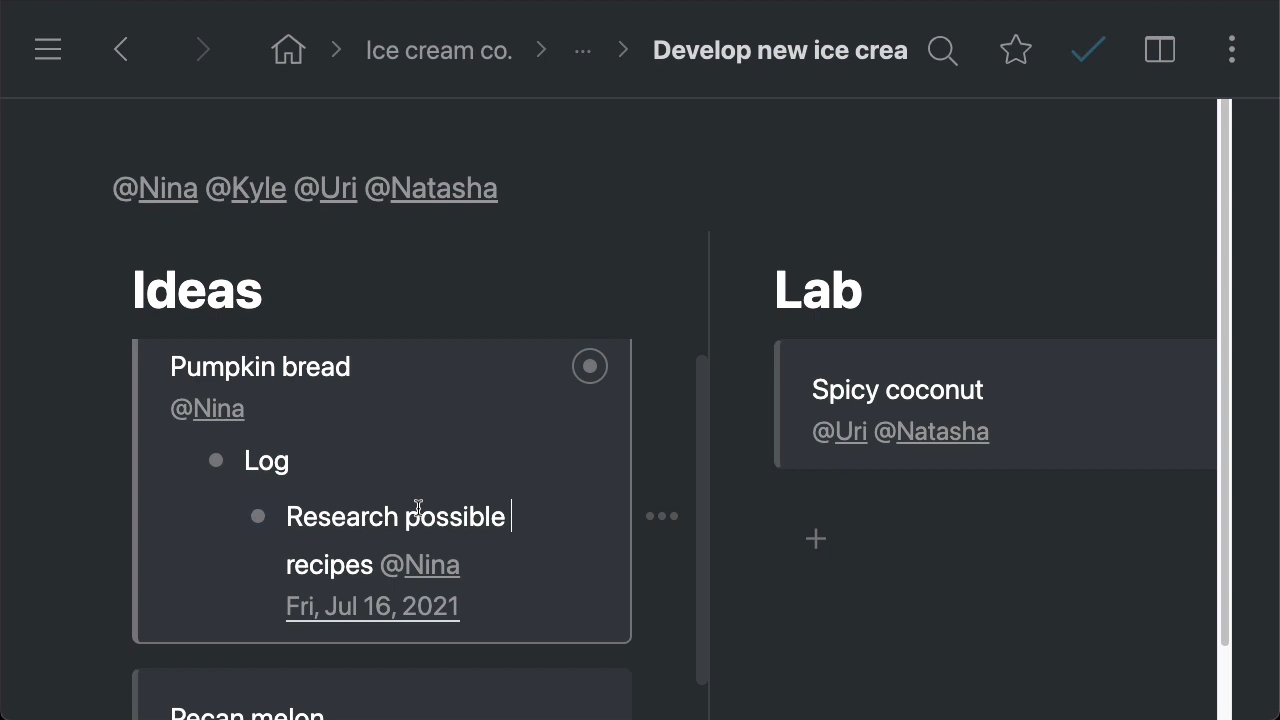 Ice cream co. > ... > Develop new ice crea
@Nina @Kyle @Uri @Natasha
Ideas
Pumpkin bread
@Nina
Log
Research possible
recipes @Nina
Fri, Jul 16, 2021
Pecan melon
Lab
Spicy coconut
@Uri @Natasha